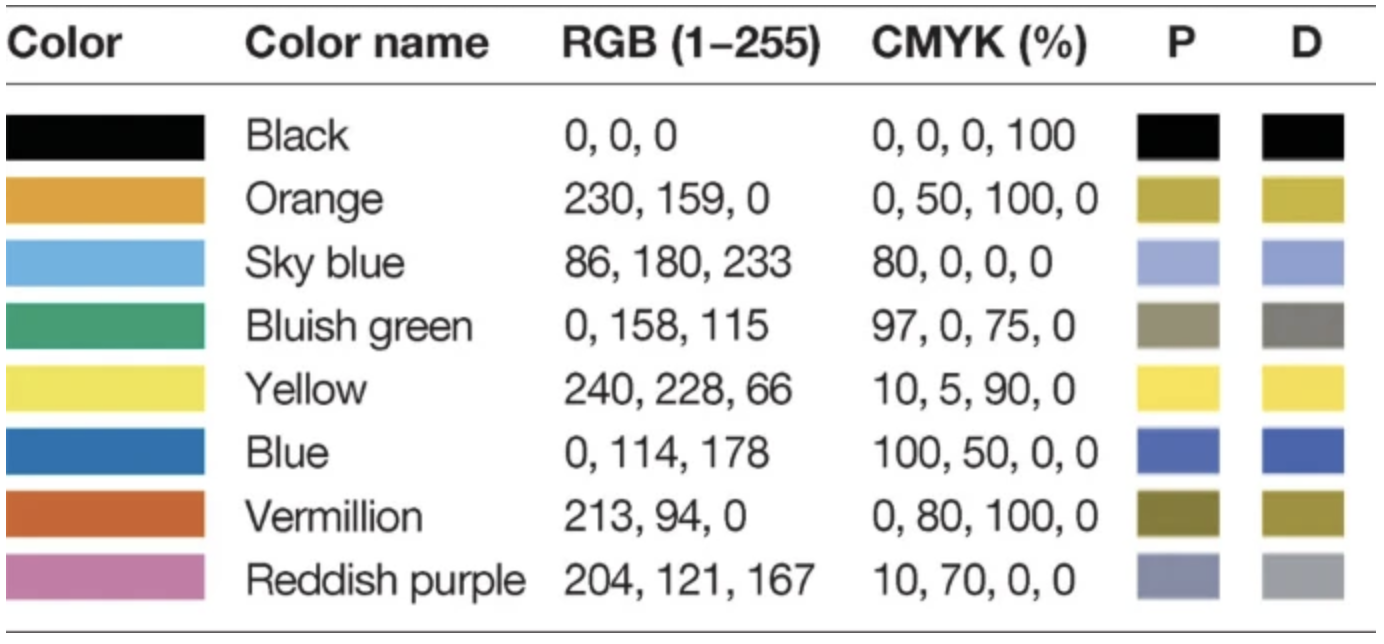 Color Color name RGB (1–255) CMYK (%) P D
Black 0, 0, 0 0, 0, 0, 100
Orange 230, 159, 0 0, 50, 100, 0
Sky blue 86, 180, 233 80, 0, 0, 0
Bluish green 0, 158, 115 97, 0, 75, 0
Yellow 240, 228, 66 10, 5, 90, 0
Blue 0, 114, 178 100, 50, 0, 0
Vermillion 213, 94, 0 0, 80, 100, 0
Reddish purple 204, 121, 167 10, 70, 0, 0